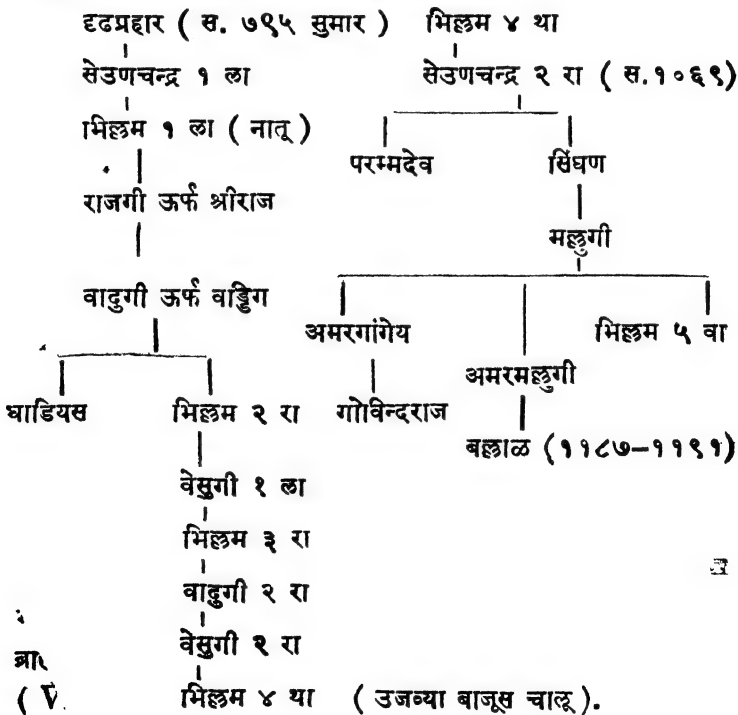 दृढप्रहार ( स. ७९५ सुमार )
सेउणचन्द्र १ ला
भिल्लम १ ला ( नातू )
राजगी ऊर्फ श्रीराज
वादुगी ऊर्फ वड्डिग
धाडियस भिल्लम २ रा
वेसुगी १ ला
भिल्लम ३ रा
वादुगी २ रा
वेसुगी २ रा
भिल्लम ४ था ( उजव्या बाजूस चालू ).
भिल्लम ४ था
सेउणचन्द्र २ रा ( स.१०६९)
परम्मदेव सिंघण
मल्लुगी
अमरगांगेय भिल्लम ५ वा
अमरमल्लुगी
गोविन्दराज
बल्लाळ (११८७–११९१)